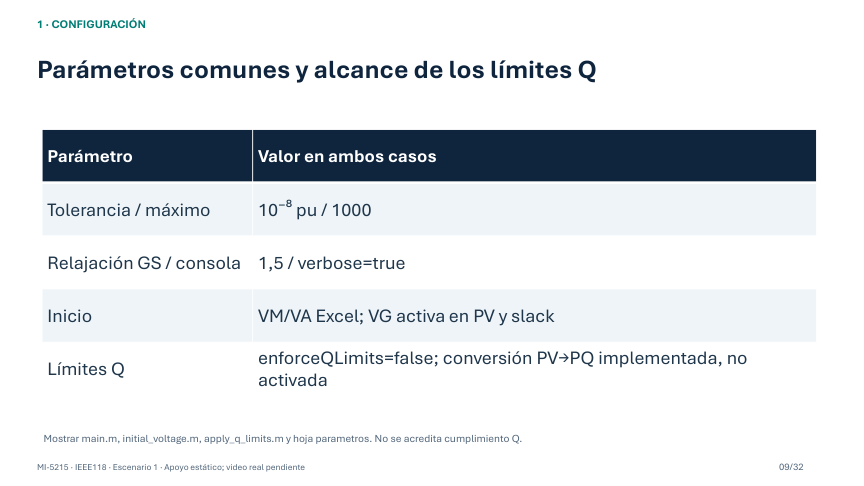 1 · CONFIGURACIÓN
Parámetros comunes y alcance de los límites Q
Parámetro
Valor en ambos casos
Tolerancia / máximo
10⁻⁸ pu / 1000
Relajación GS / consola
1,5 / verbose=true
Inicio
VM/VA Excel; VG activa en PV y slack
Límites Q
enforceQLimits=false; conversión PV→PQ implementada, no
activada
Mostrar main.m, initial_voltage.m, apply_q_limits.m y hoja parametros. No se acredita cumplimiento Q.
MI-5215 · IEEE118 · Escenario 1 · Apoyo estático; video real pendiente
09/32